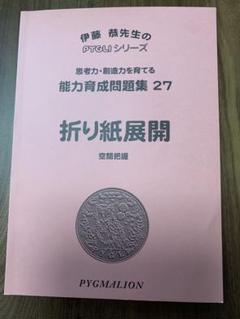 伊藤 恭先生の
PTGLIシリーズ
思考力・創造力を育てる
能力育成問題集 27
折り紙展開
空間把握
PYGMALION